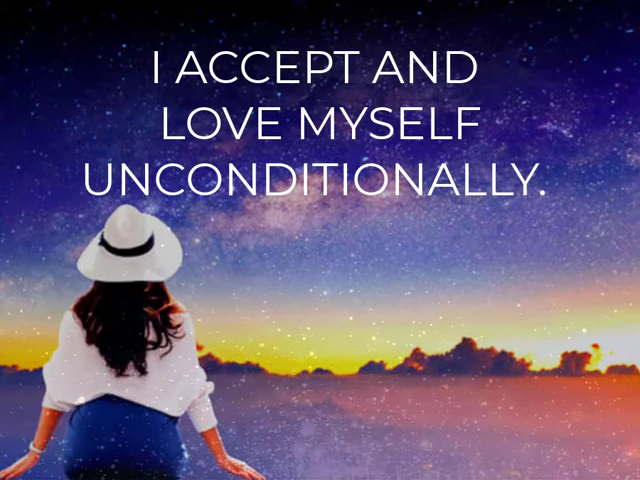 I ACCEPT AND
LOVE MYSELF
UNCONDITIONALLY.